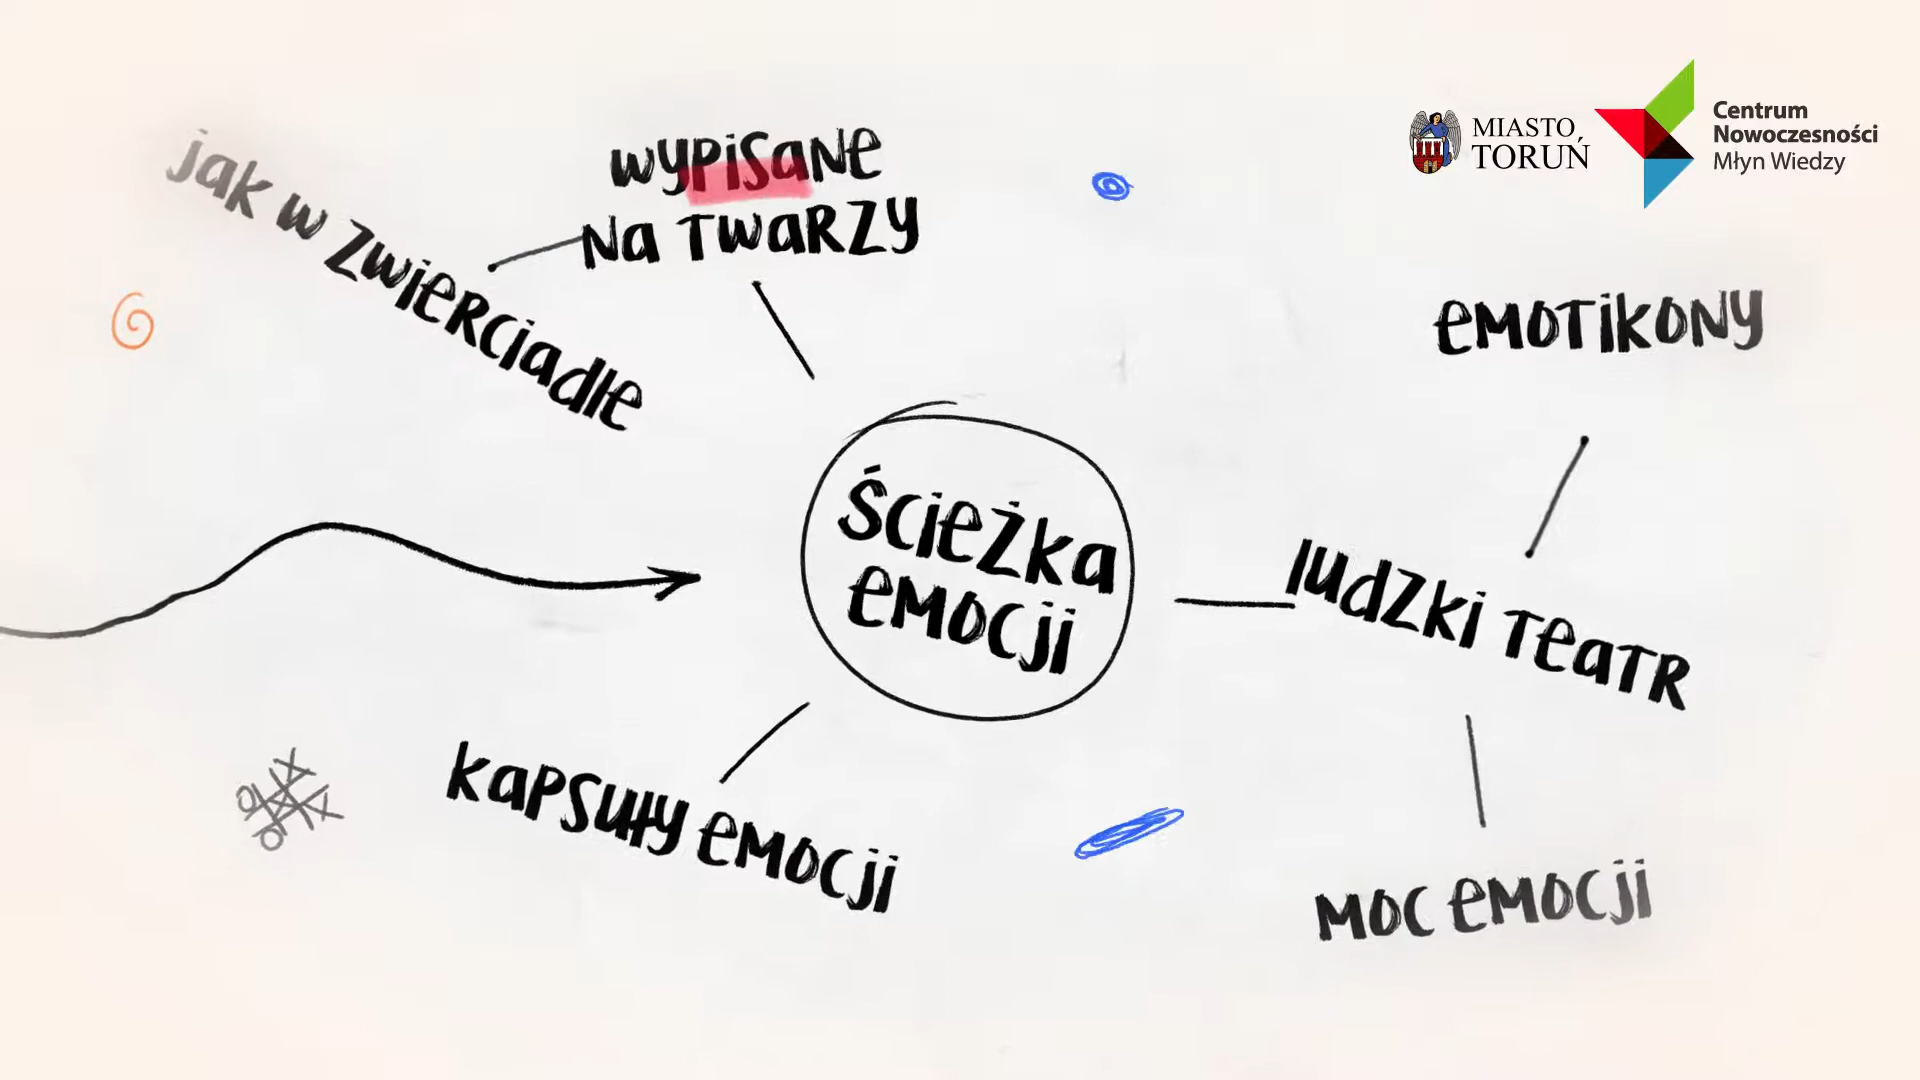 jak w zwierciadle
wypisane
na twarzy
MIASTO
TORUŃ
Centrum
Nowoczesności
Młyn Wiedzy
emotikony
ścieżka
emocji
ludzki teatr
kapsuły emocji
moc emocji